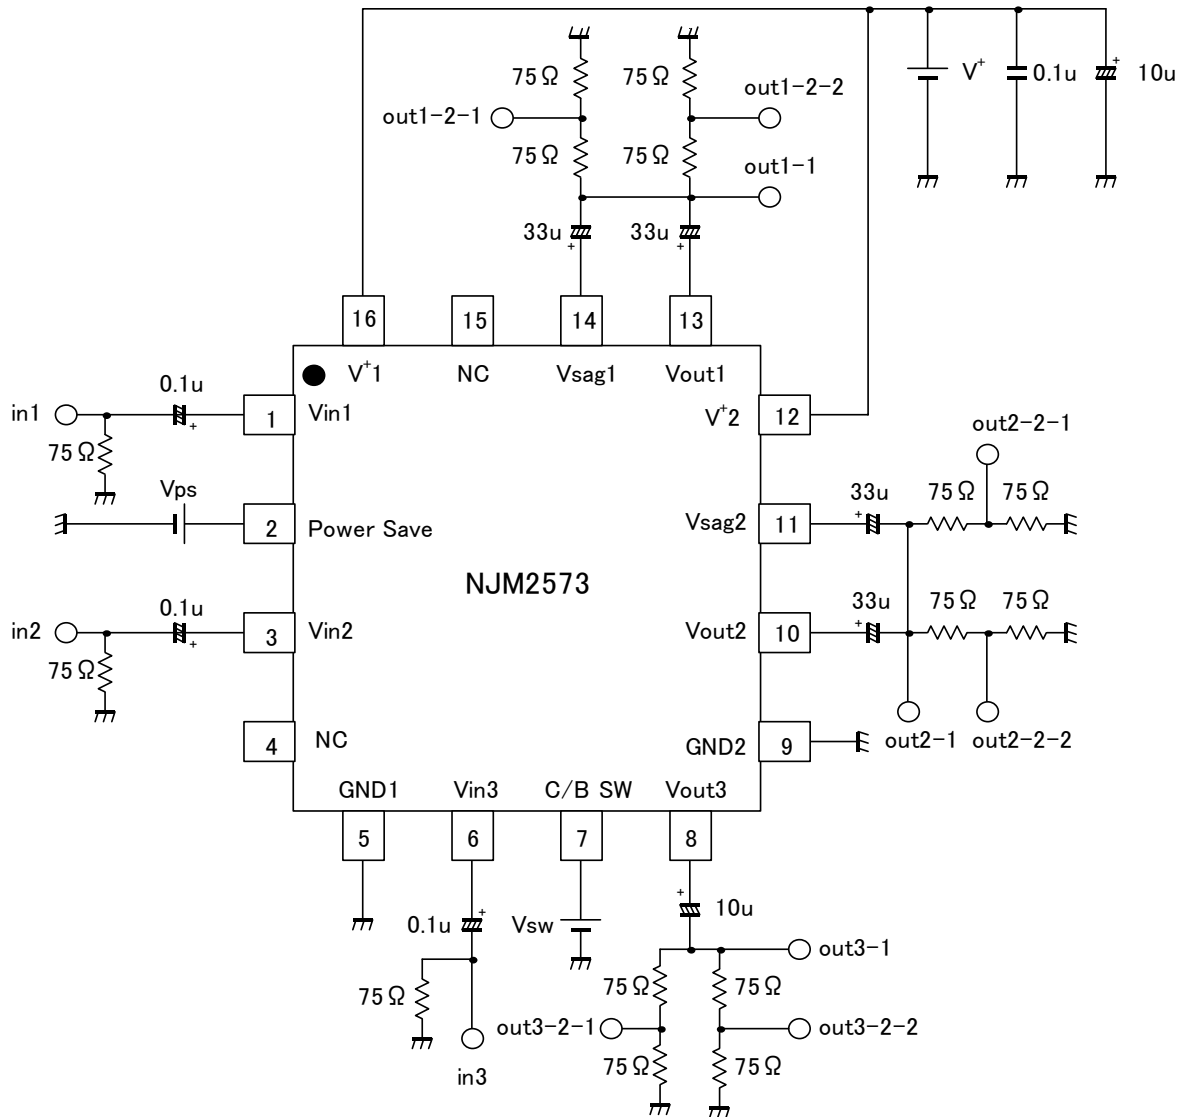 75Ω 75Ω V+ 0.1u 10u
out1-2-1 out1-2-2
75Ω 75Ω
out1-1
33u + 33u +
16 15 14 13
V+1 NC Vsag1 Vout1
in1 0.1u + 1 Vin1
75Ω
V+2 12
out2-2-1
Vps
2 Power Save
Vsag2 11 33u + 75Ω 75Ω
NJM2573
in2 0.1u + 3 Vin2
75Ω
Vout2 10 33u + 75Ω 75Ω
4 NC
GND2 9
out2-1 out2-2-2
GND1 Vin3 C/B SW Vout3
5 6 7 8
0.1u +
Vsw
+ 10u
out3-1
75Ω
75Ω 75Ω
out3-2-1 out3-2-2
in3
75Ω 75Ω